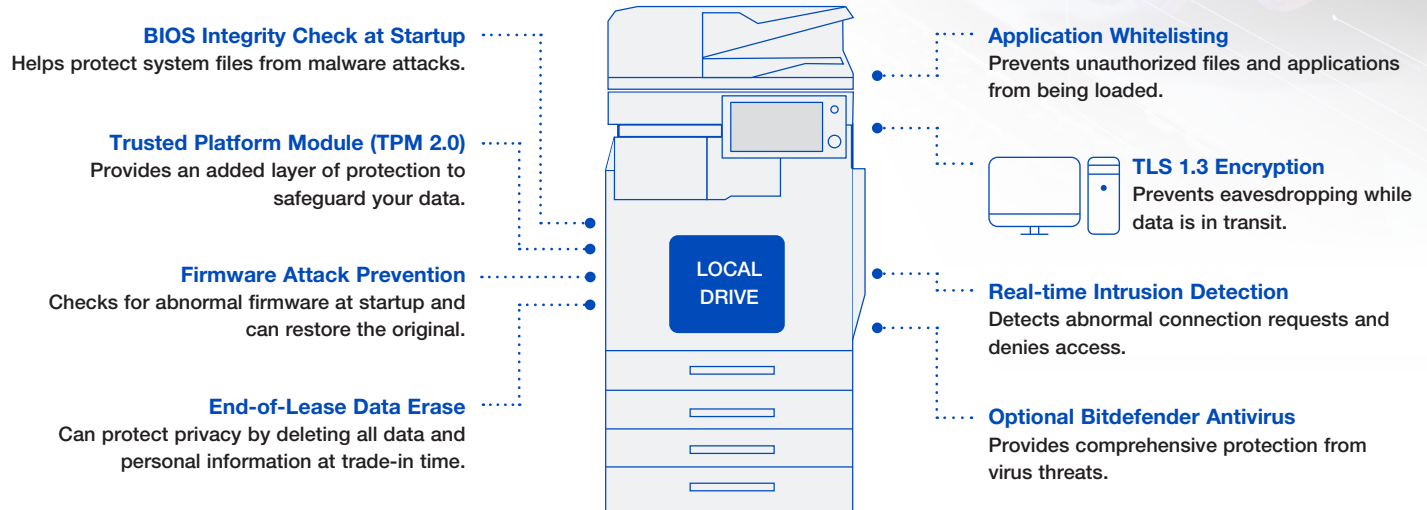 BIOS Integrity Check at Startup
Helps protect system files from malware attacks.
Trusted Platform Module (TPM 2.0)
Provides an added layer of protection to
safeguard your data.
Firmware Attack Prevention
Checks for abnormal firmware at startup and
can restore the original.
End-of-Lease Data Erase
Can protect privacy by deleting all data and
personal information at trade-in time.
LOCAL
DRIVE
Application Whitelisting
Prevents unauthorized files and applications
from being loaded.
TLS 1.3 Encryption
Prevents eavesdropping while
data is in transit.
Real-time Intrusion Detection
Detects abnormal connection requests and
denies access.
Optional Bitdefender Antivirus
Provides comprehensive protection from
virus threats.